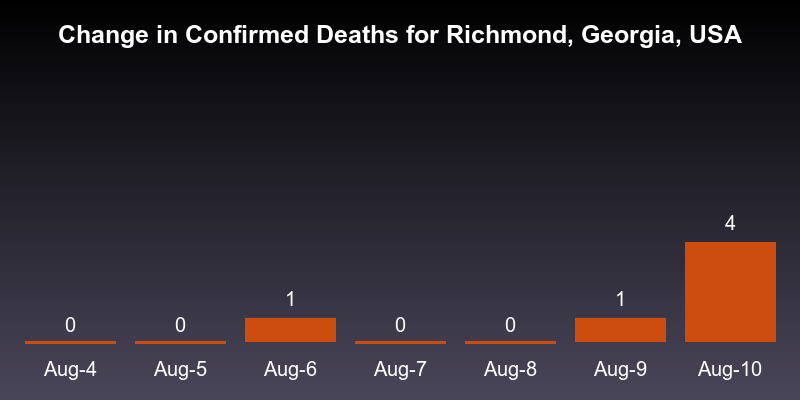 Change in Confirmed Deaths for Richmond, Georgia, USA
0 0 1 0 0 1 4
Aug-4 Aug-5 Aug-6 Aug-7 Aug-8 Aug-9 Aug-10